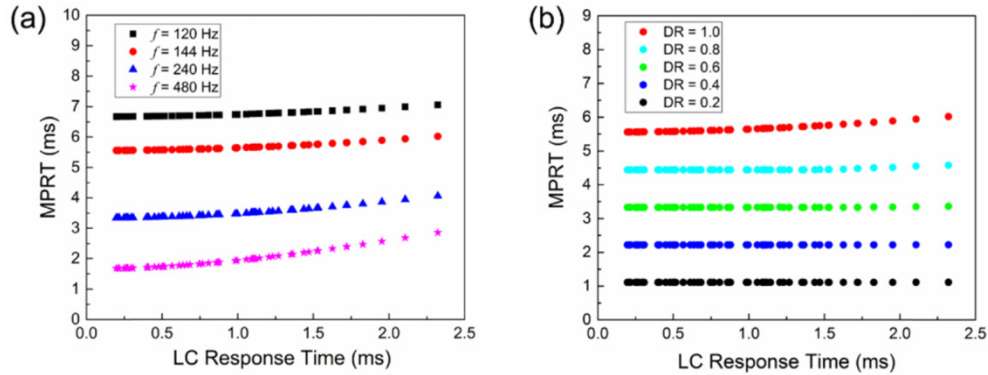 (a)
10
9
8
7
6
5
4
3
2
1
0
MPRT (ms)
f = 120 Hz
f = 144 Hz
f = 240 Hz
f = 480 Hz
0.0 0.5 1.0 1.5 2.0 2.5
LC Response Time (ms)
(b)
9
8
7
6
5
4
3
2
1
0
MPRT (ms)
DR = 1.0
DR = 0.8
DR = 0.6
DR = 0.4
DR = 0.2
0.0 0.5 1.0 1.5 2.0 2.5
LC Response Time (ms)